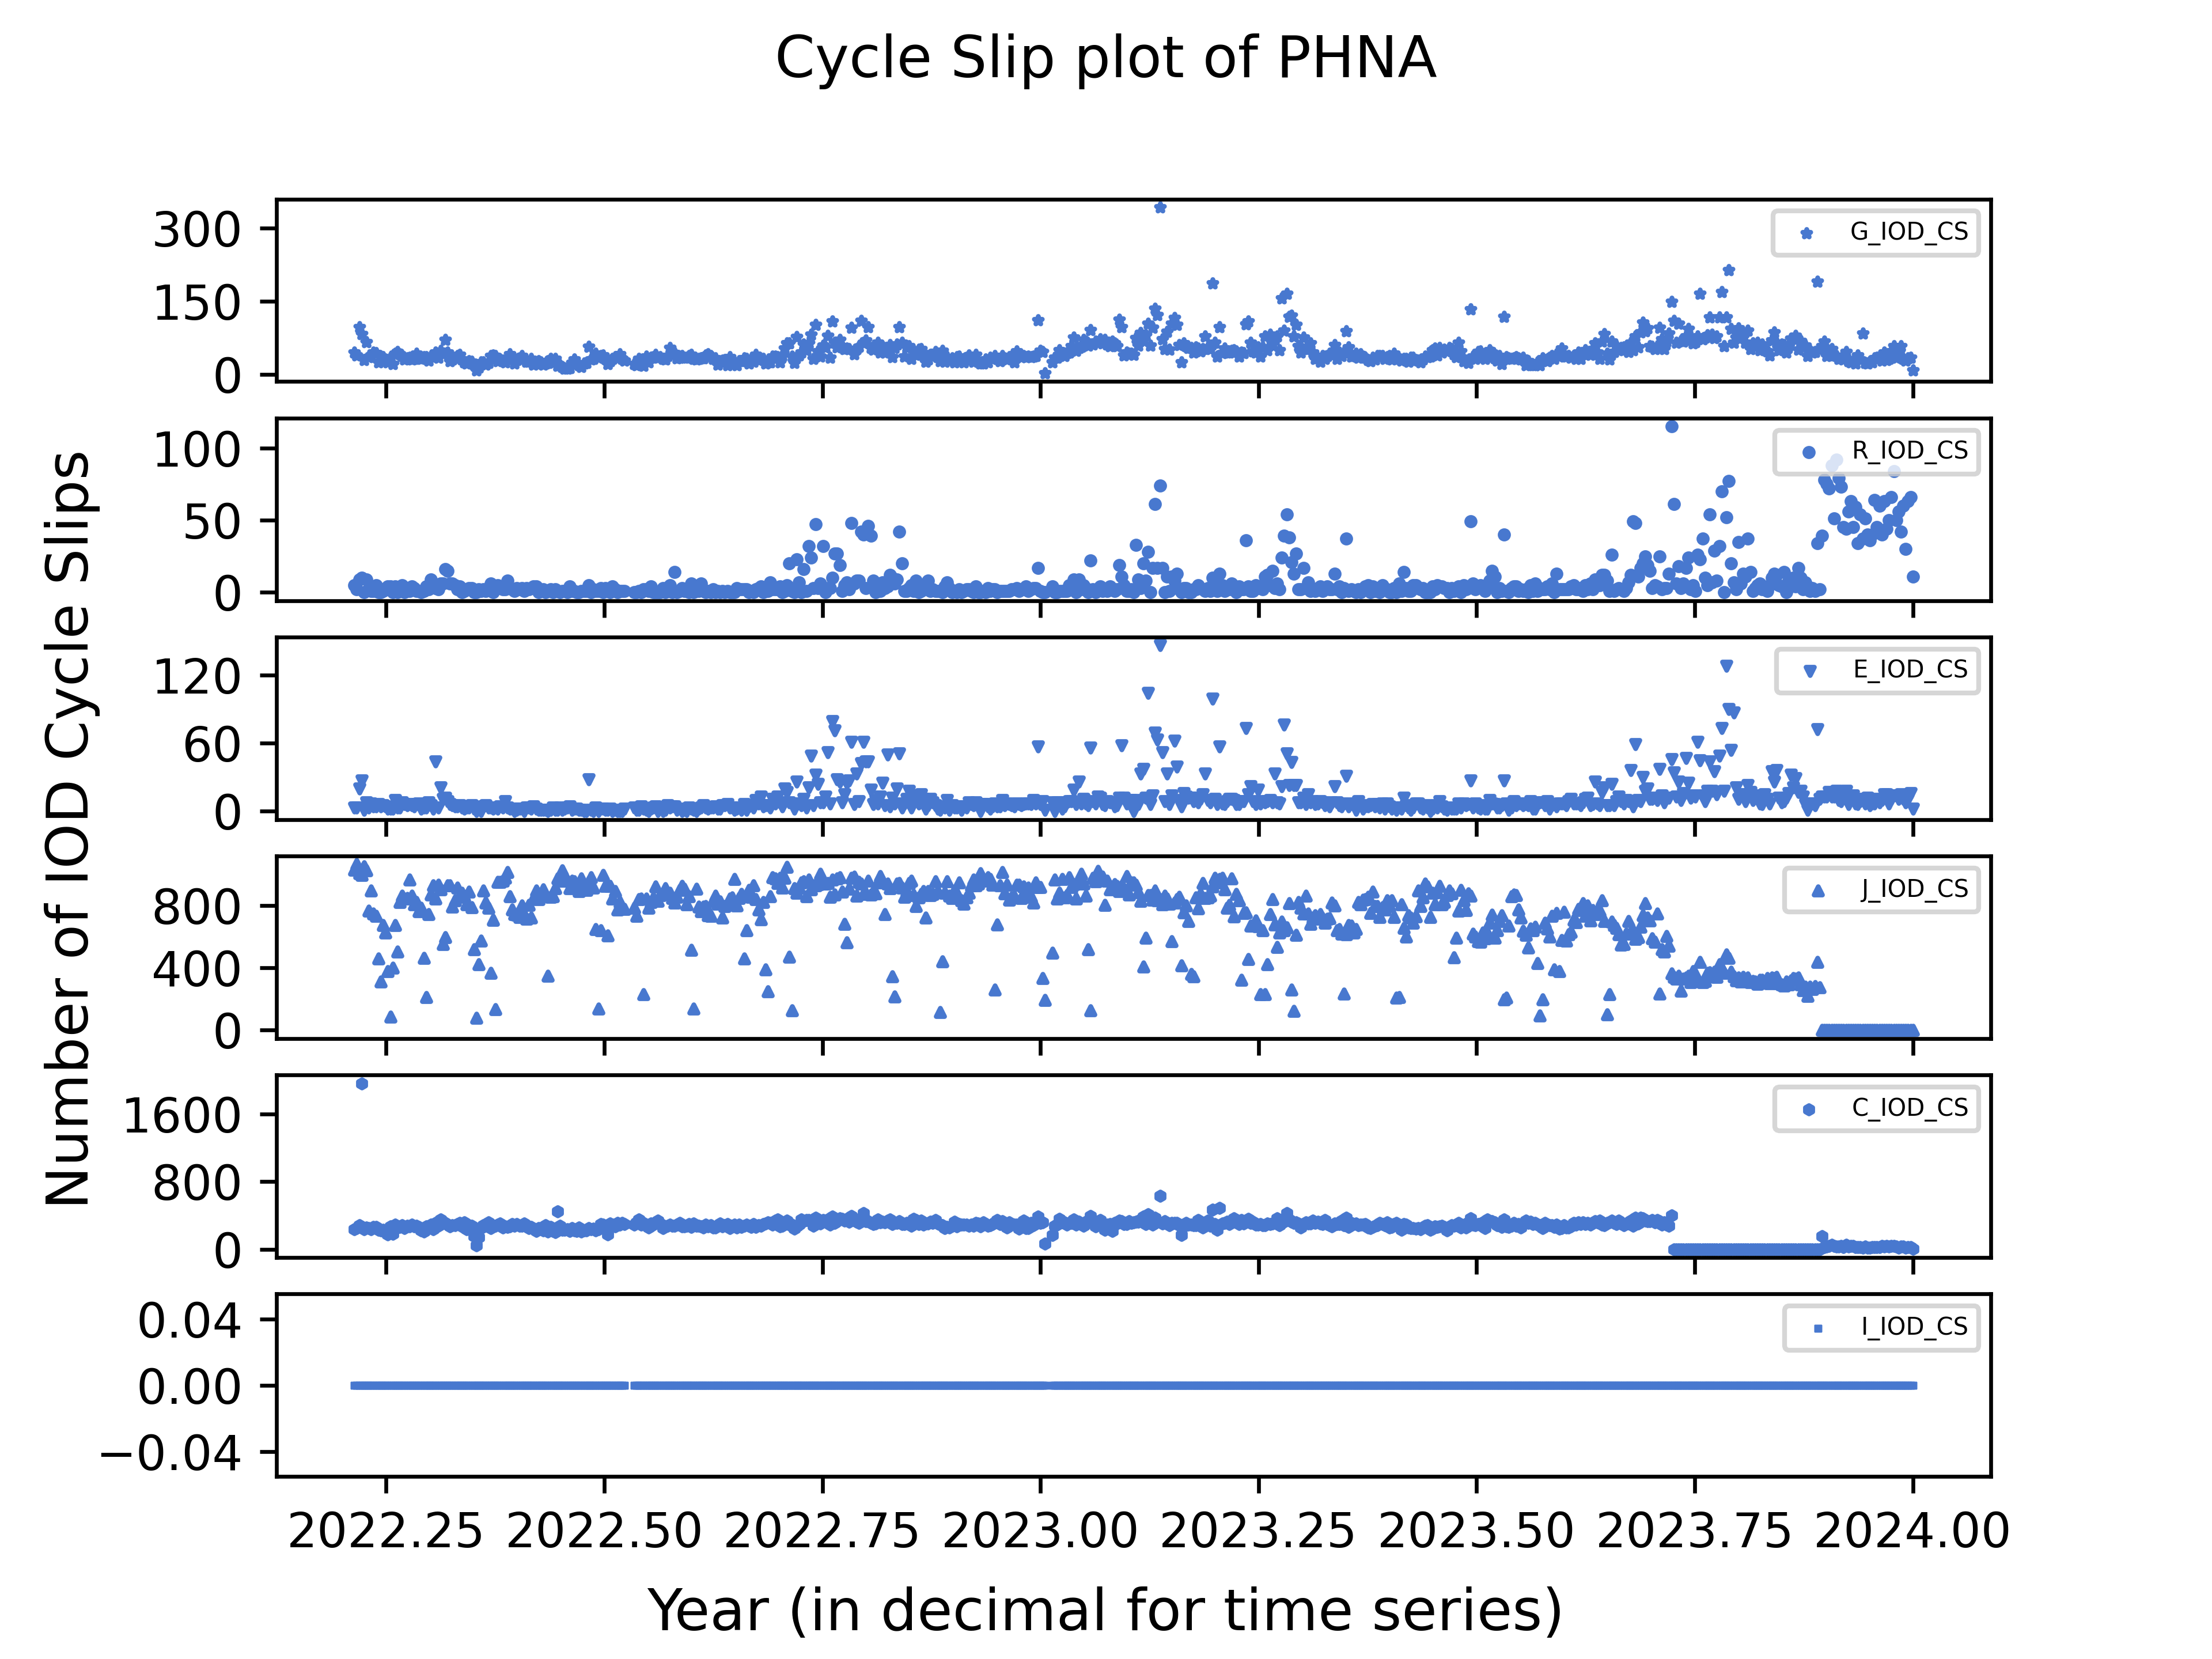 Cycle Slip plot of PHNA
Number of IOD Cycle Slips
300
150
0
G_IOD_CS
100
50
0
R_IOD_CS
120
60
0
E_IOD_CS
800
400
0
J_IOD_CS
1600
800
0
C_IOD_CS
0.04
0.00
−0.04
I_IOD_CS
2022.25 2022.50 2022.75 2023.00 2023.25 2023.50 2023.75 2024.00
Year (in decimal for time series)